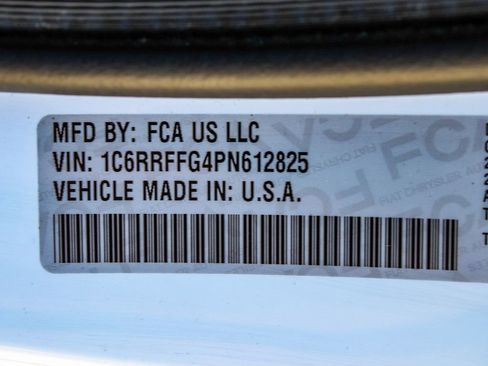 MFD BY: FCA US LLC
VIN: 1C6RRFFG4PN612825
VEHICLE MADE IN: U.S.A.